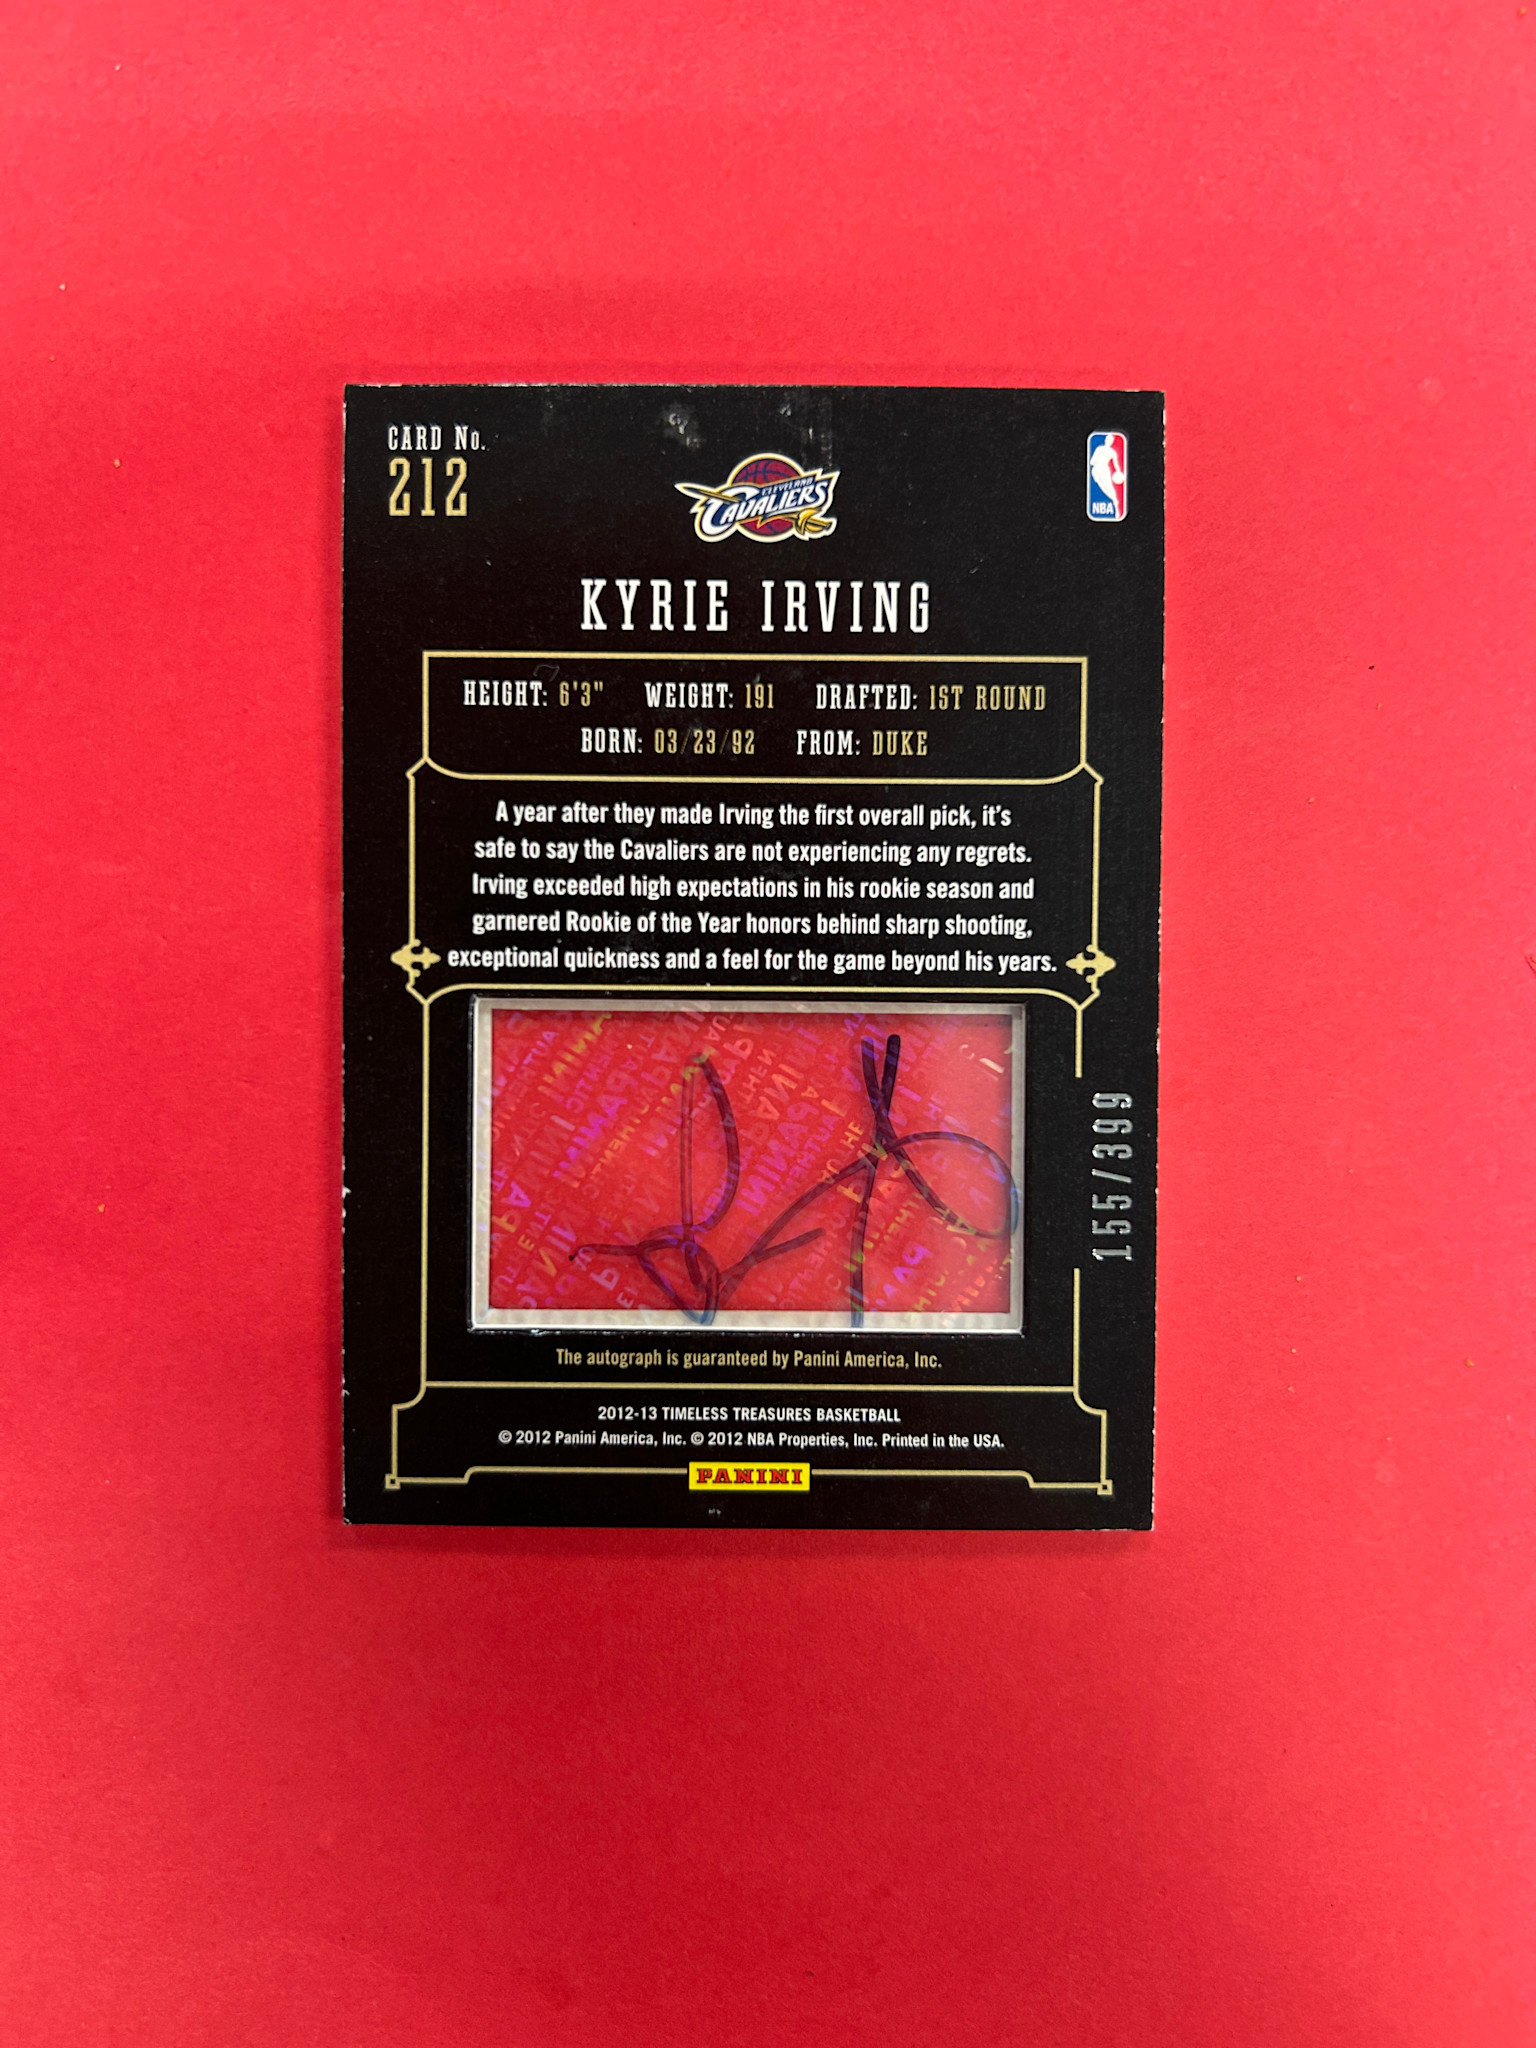 CARD No.
212
CLEVELAND
CAVALIERS
NBA
KYRIE IRVING
HEIGHT: 6'3" WEIGHT: 191 DRAFTED: 1ST ROUND
BORN: 03/23/92 FROM: DUKE
A year after they made Irving the first overall pick, it's
safe to say the Cavaliers are not experiencing any regrets.
Irving exceeded high expectations in his rookie season and
garnered Rookie of the Year honors behind sharp shooting,
exceptional quickness and a feel for the game beyond his years.
155/399
The autograph is guaranteed by Panini America, Inc.
2012-13 TIMELESS TREASURES BASKETBALL
© 2012 Panini America, Inc. © 2012 NBA Properties, Inc. Printed in the USA.
PANINI